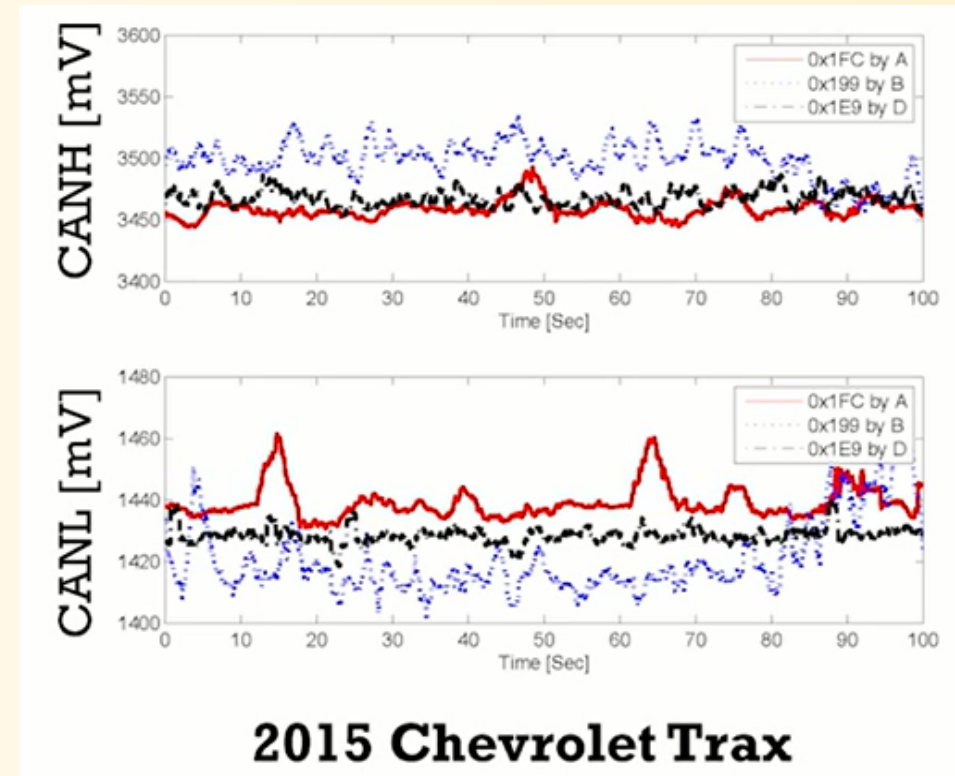 CANH [mV]
3600
3550
3500
3450
3400
0x1FC by A
0x199 by B
0x1E9 by D
0 10 20 30 40 50 60 70 80 90 100
Time [Sec]
CANL [mV]
1480
1460
1440
1420
1400
0x1FC by A
0x199 by B
0x1E9 by D
0 10 20 30 40 50 60 70 80 90 100
Time [Sec]
2015 Chevrolet Trax